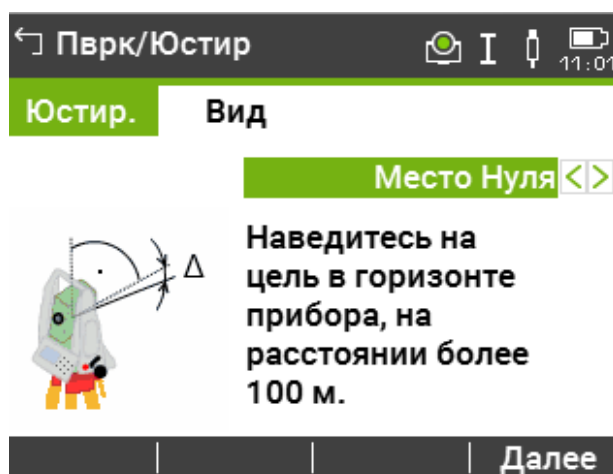 Пврк/Юстир
I
11:01
Юстир. Вид
Место Нуля
Δ
Наведитесь на
цель в горизонте
прибора, на
расстоянии более
100 м.
Далее